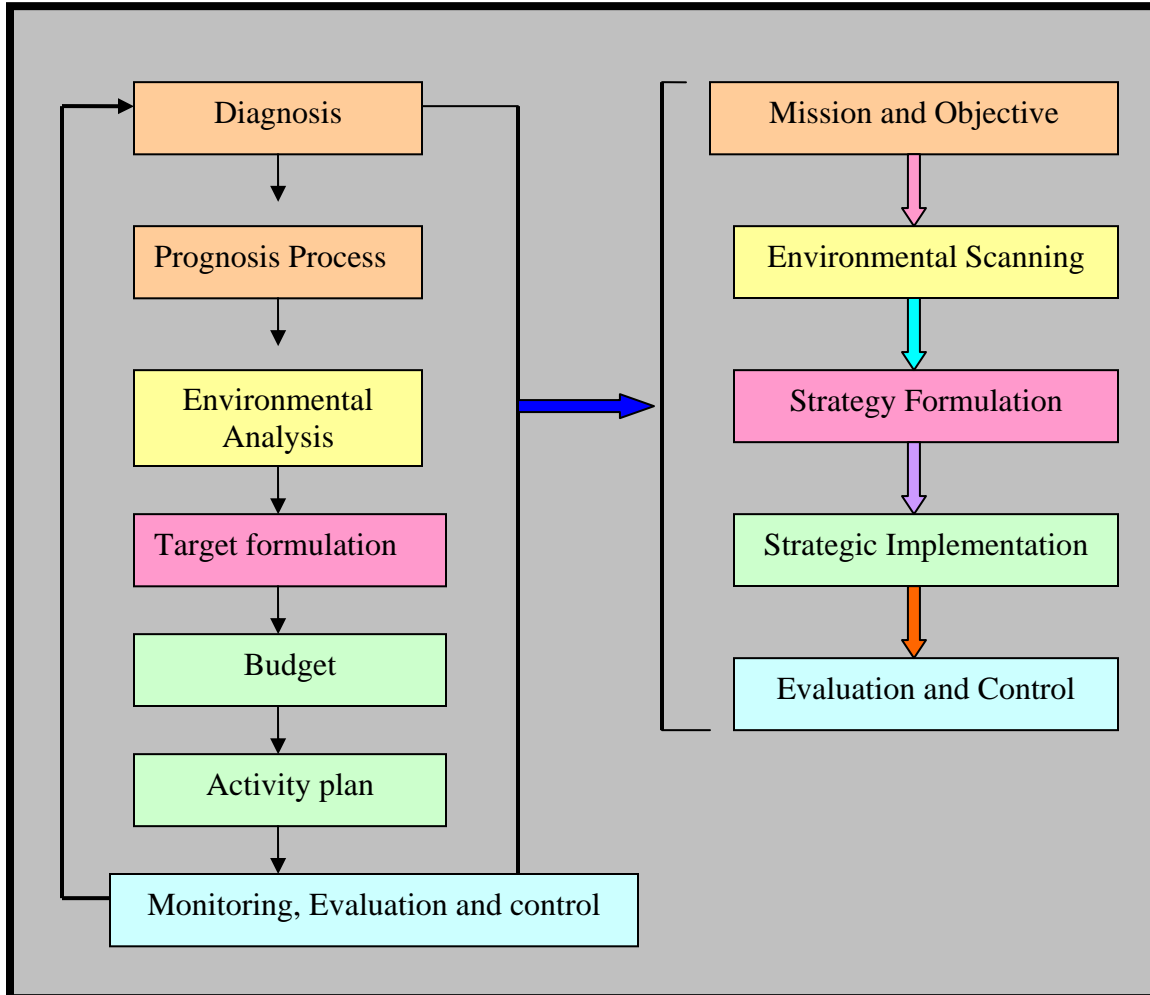 Diagnosis
Prognosis Process
Environmental
Analysis
Target formulation
Budget
Activity plan
Monitoring, Evaluation and control
Mission and Objective
Environmental Scanning
Strategy Formulation
Strategic Implementation
Evaluation and Control